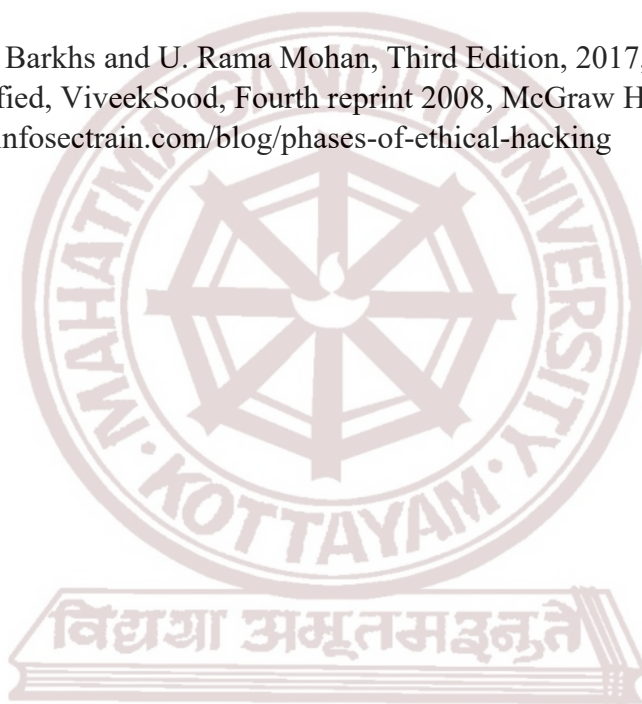 Barkhs and U. Rama Mohan, Third Edition, 2017,
fied, ViveekSood, Fourth reprint 2008, McGraw H
infosectrain.com/blog/phases-of-ethical-hacking
MAHATMA GANDHI UNIVERSITY
• KOTTAYAM •
विद्यया अमृतमश्नुते